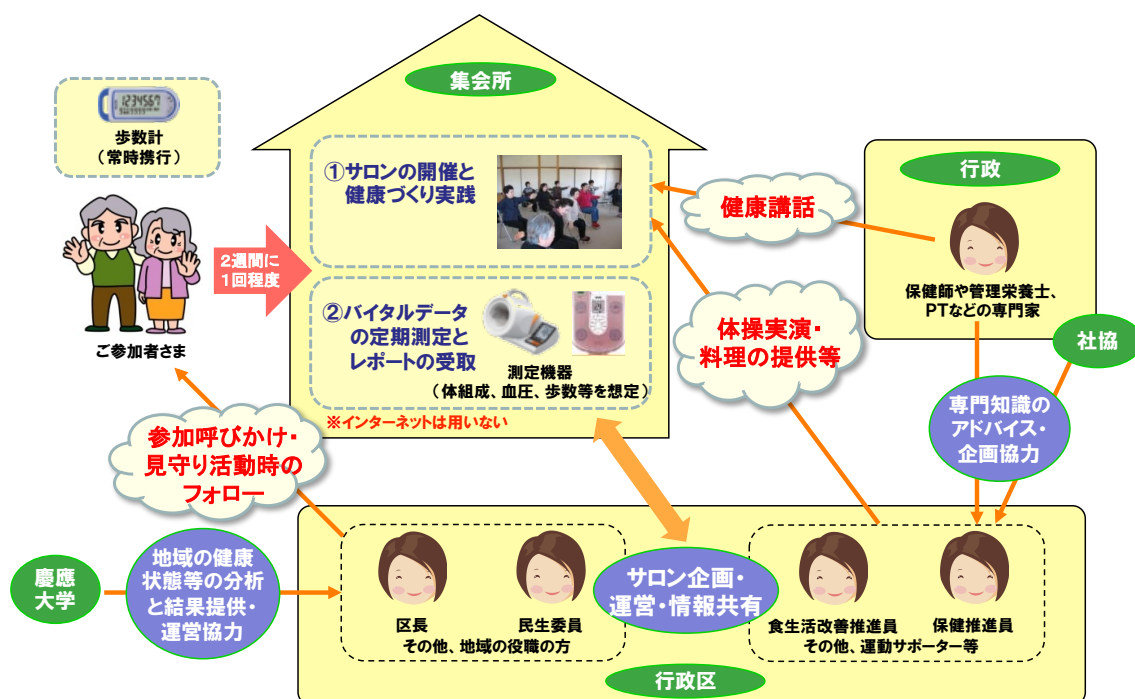 集会所
1234567
歩数計
（常時携行）
①サロンの開催と
健康づくり実践
行政
健康講話
2週間に
1回程度
保健師や管理栄養士、
PTなどの専門家
②バイタルデータ
の定期測定と
レポートの受取
体操実演・
料理の提供等
ご参加者さま
社協
測定機器
（体組成、血圧、歩数等を想定）
※インターネットは用いない
専門知識の
アドバイス・
企画協力
参加呼びかけ・
見守り活動時の
フォロー
慶應
大学
地域の健康
状態等の分析
と結果提供・
運営協力
サロン企画・
運営・情報共有
区長
民生委員
その他、地域の役職の方
食生活改善推進員
保健推進員
その他、運動サポーター等
行政区